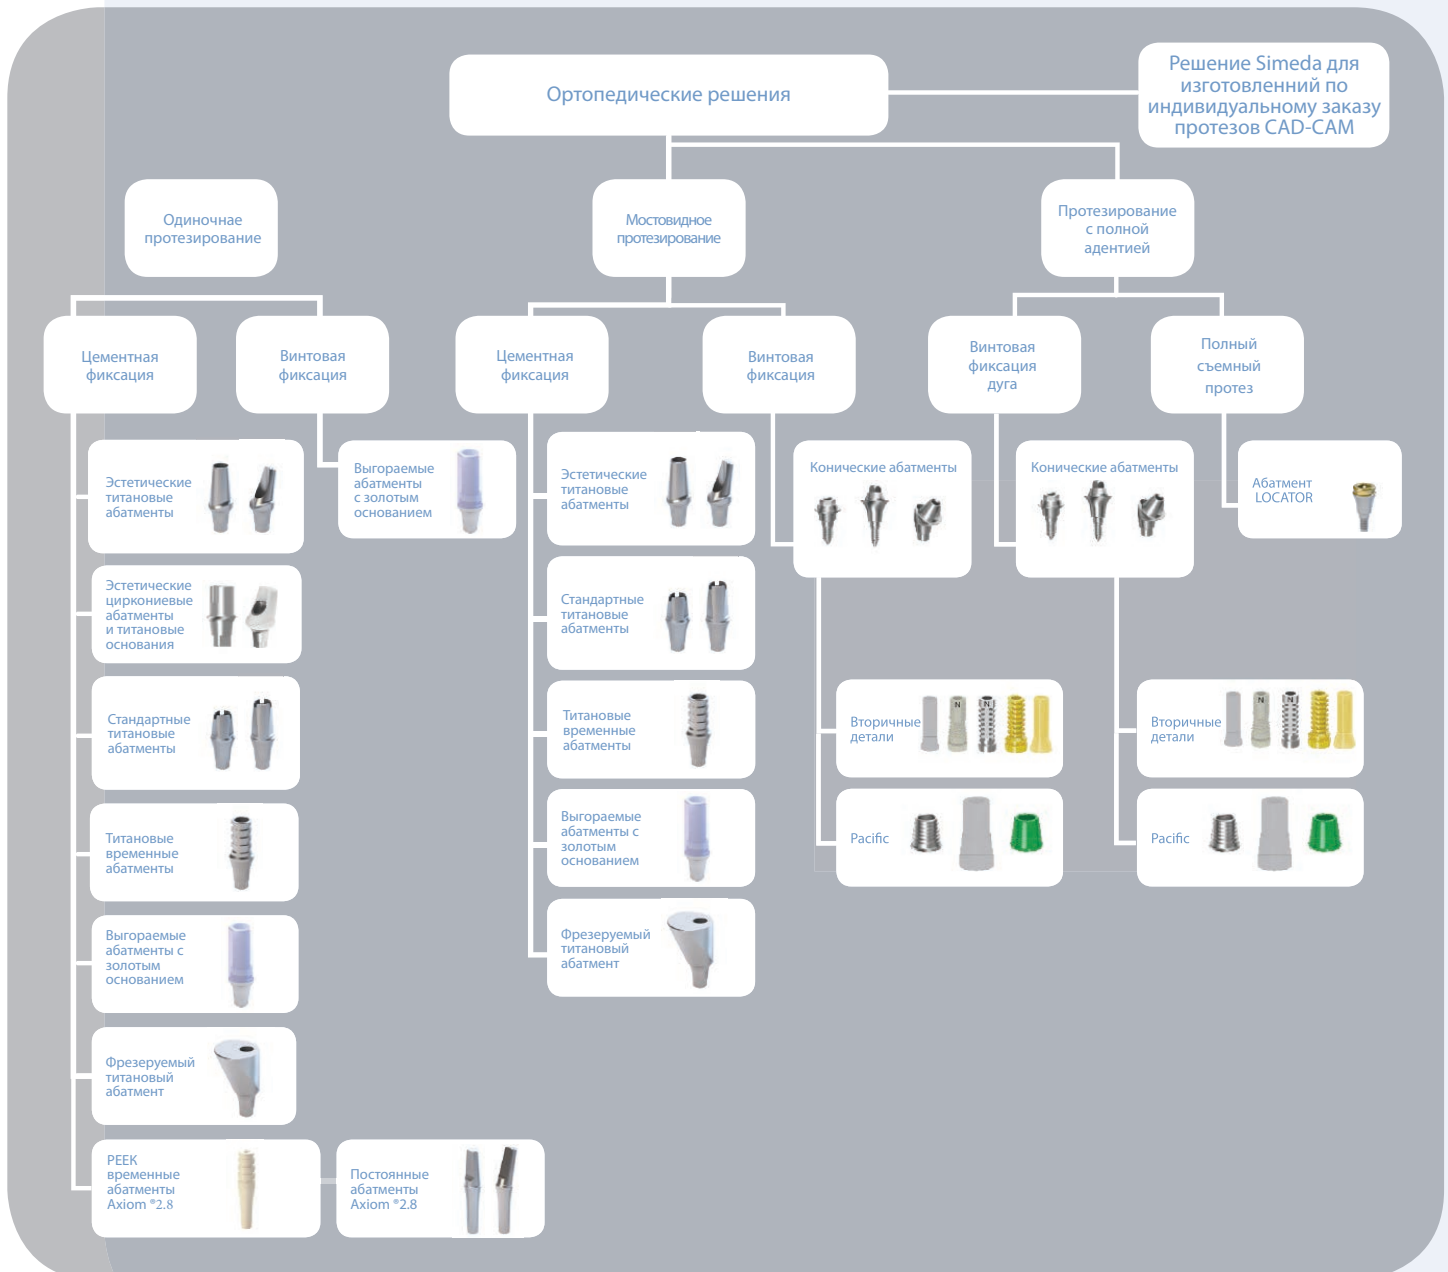 Ортопедические решения
Решение Simeda для
изготовленний по
индивидуальному заказу
протезов CAD-CAM
Одиночнае
протезирование
Мостовидное
протезирование
Протезирование
с полной
адентией
Цементная
фиксация
Винтовая
фиксация
Цементная
фиксация
Винтовая
фиксация
Винтовая
фиксация
дуга
Полный
съемный
протез
Эстетические
титановые
абатменты
Эстетические
циркониевые
абатменты
и титановые
основания
Стандартные
титановые
абатменты
Титановые
временные
абатменты
Выгораемые
абатменты с
золотым
основанием
Фрезеруемый
титановый
абатмент
PEEK
временные
абатменты
Axiom ®2.8
Постоянные
абатменты
Axiom ®2.8
Выгораемые
абатменты
с золотым
основанием
Эстетические
титановые
абатменты
Стандартные
титановые
абатменты
Титановые
временные
абатменты
Выгораемые
абатменты с
золотым
основанием
Фрезеруемый
титановый
абатмент
Конические абатменты
Вторичные
детали
N
N
Pacific
Конические абатменты
Вторичные
детали
N
N
Pacific
Абатмент
LOCATOR